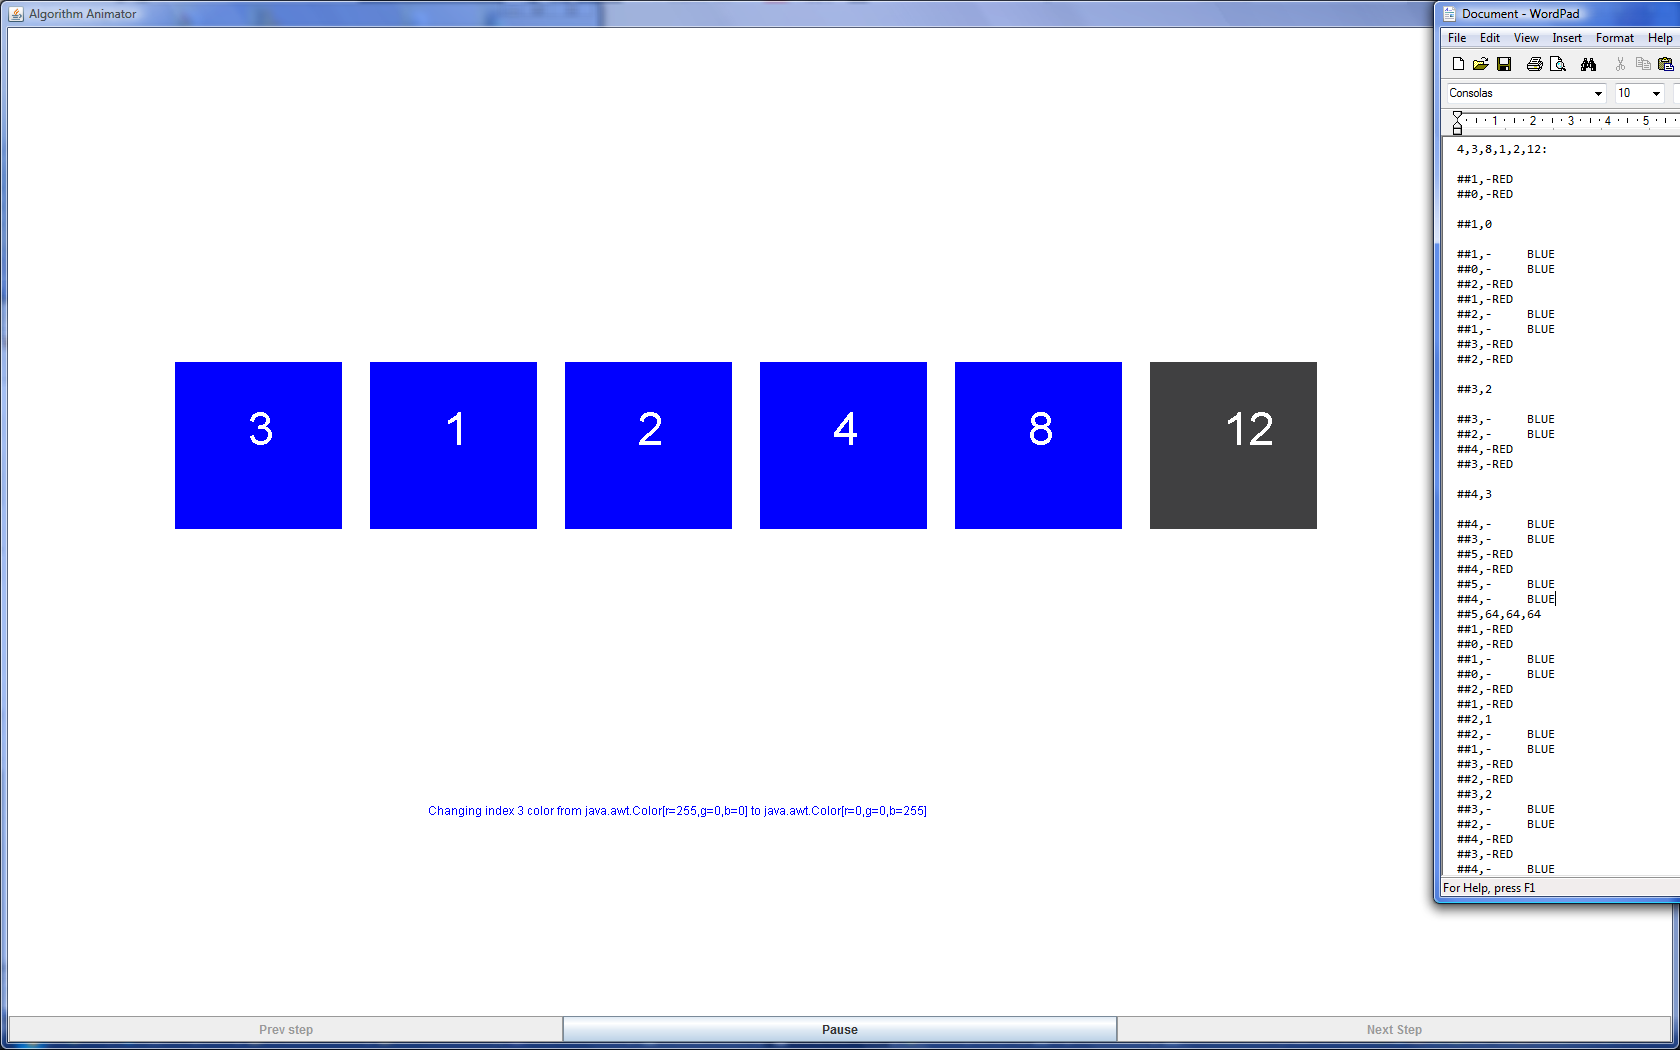 Algorithm Animator
3 1 2 4 8 12
Changing index 3 color from java.awt.Color[r=255,g=0,b=0] to java.awt.Color[r=0,g=0,b=255]
Prev step Pause Next Step
Document - WordPad
File Edit View Insert Format Help
Consolas 10
1 2 3 4 5
4,3,8,1,2,12:
##1,-RED
##0,-RED
##1,0
##1,- BLUE
##0,- BLUE
##2,-RED
##1,-RED
##2,- BLUE
##1,- BLUE
##3,-RED
##2,-RED
##3,2
##3,- BLUE
##2,- BLUE
##4,-RED
##3,-RED
##4,3
##4,- BLUE
##3,- BLUE
##5,-RED
##4,-RED
##5,- BLUE
##4,- BLUE
##5,64,64,64
##1,-RED
##0,-RED
##1,- BLUE
##0,- BLUE
##2,-RED
##1,-RED
##2,1
##2,- BLUE
##1,- BLUE
##3,-RED
##2,-RED
##3,2
##3,- BLUE
##2,- BLUE
##4,-RED
##3,-RED
##4,- BLUE
For Help, press F1